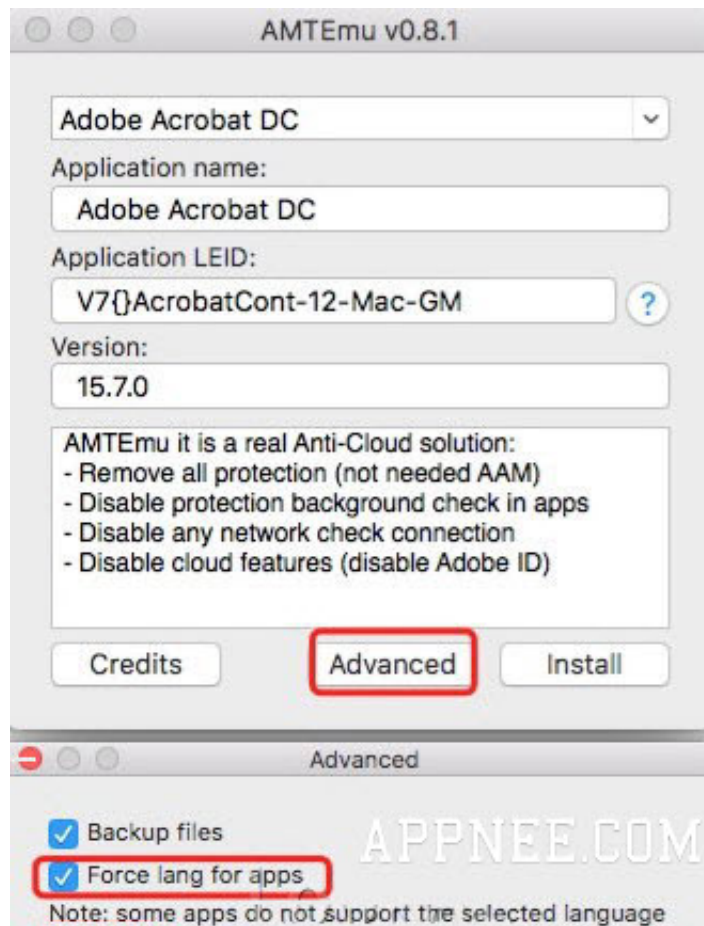 AMTEmu v0.8.1
Adobe Acrobat DC
Application name:
Adobe Acrobat DC
Application LEID:
V7{}AcrobatCont-12-Mac-GM
?
Version:
15.7.0
AMTEmu it is a real Anti-Cloud solution:
- Remove all protection (not needed AAM)
- Disable protection background check in apps
- Disable any network check connection
- Disable cloud features (disable Adobe ID)
Credits Advanced Install
Advanced
Backup files
APPNEE.COM
Force lang for apps
Note: some apps do not support the selected language